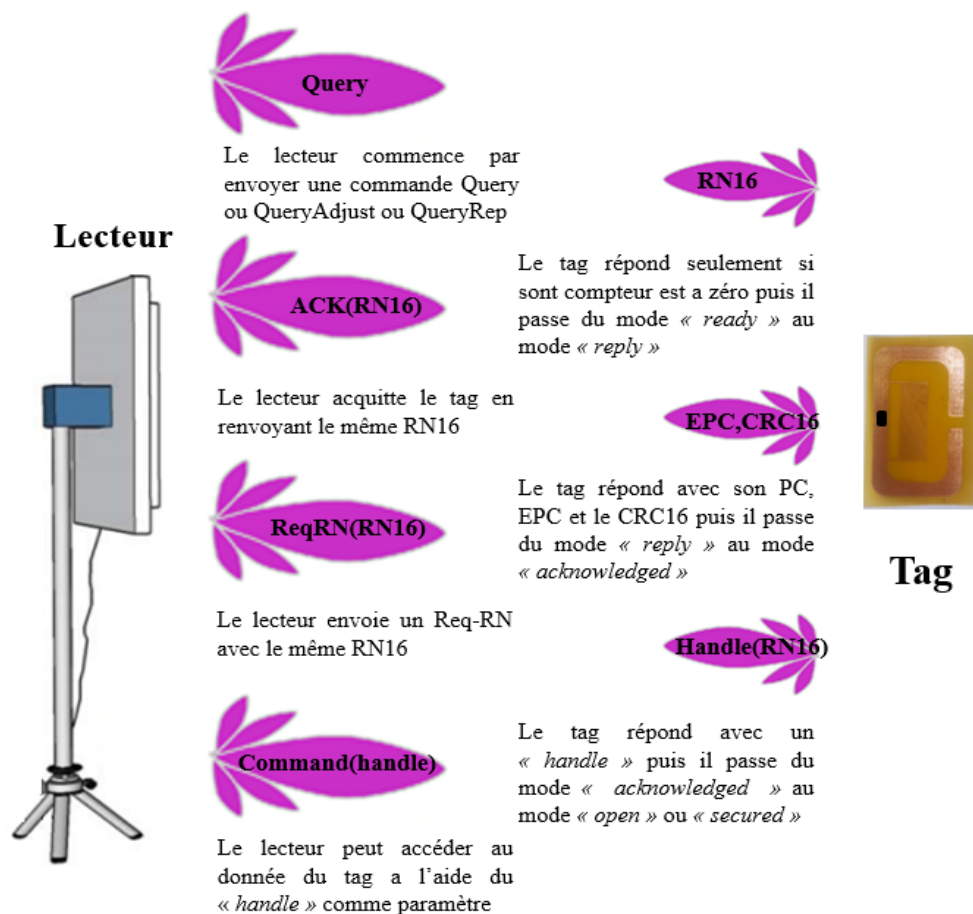 Query
Le lecteur commence par
envoyer une commande Query
ou QueryAdjust ou QueryRep
RN16
Lecteur
Le tag répond seulement si
sont compteur est a zéro puis il
passe du mode « ready » au
mode « reply »
ACK(RN16)
Le lecteur acquitte le tag en
renvoyant le même RN16
EPC,CRC16
Le tag répond avec son PC,
EPC et le CRC16 puis il passe
du mode « reply » au mode
« acknowledged »
Tag
ReqRN(RN16)
Le lecteur envoie un Req-RN
avec le même RN16
Handle(RN16)
Le tag répond avec un
« handle » puis il passe du
mode « acknowledged » au
mode « open » ou « secured »
Command(handle)
Le lecteur peut accéder au
donnée du tag a l’aide du
« handle » comme paramètre